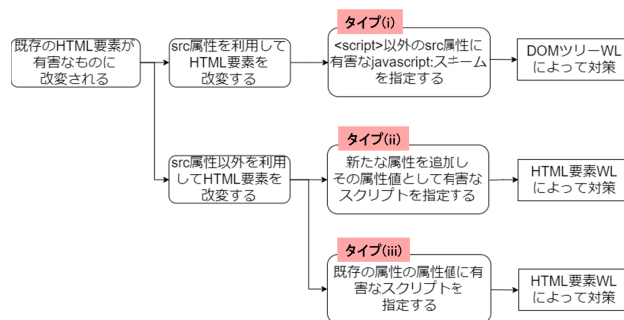 既存のHTML要素が
有害なものに
改変される
src属性を利用して
HTML要素を
改変する
タイプ(i)
<script>以外のsrc属性に
有害なjavascript:スキーム
を指定する
DOMツリーWL
によって対策
src属性以外を利用
してHTML要素を
改変する
タイプ(ii)
新たな属性を追加し
その属性値として有害な
スクリプトを指定する
HTML要素WL
によって対策
タイプ(iii)
既存の属性の属性値に有
害なスクリプトを
指定する
HTML要素WL
によって対策